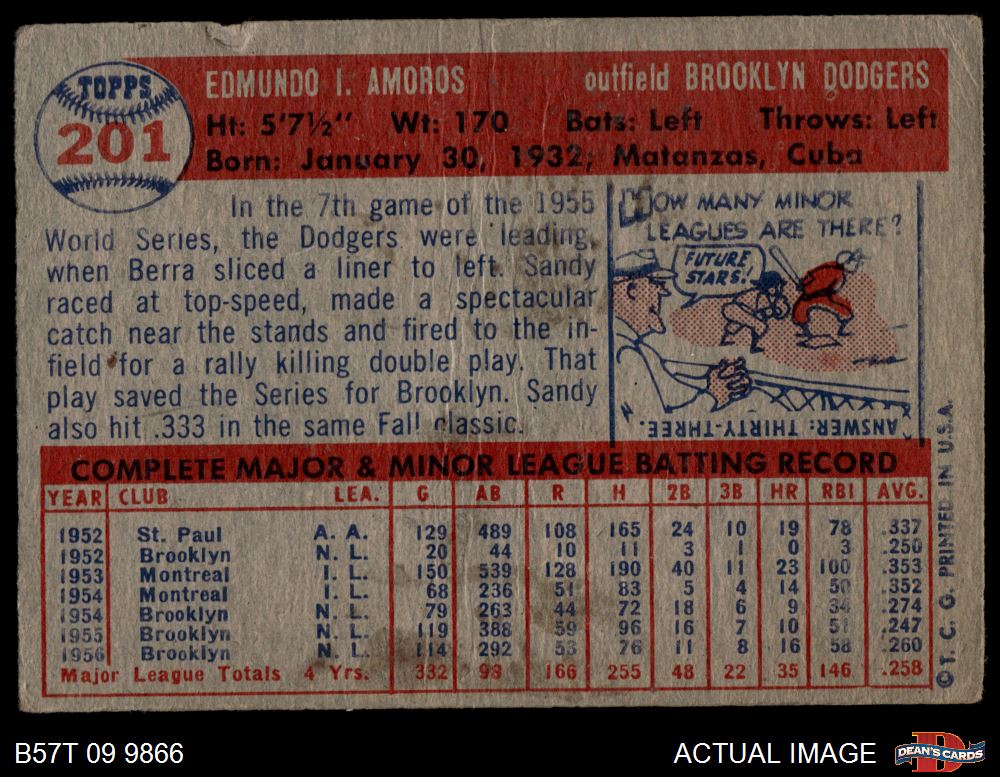 TOPPS
201
EDMUNDO I. AMOROS outfield BROOKLYN DODGERS
Ht: 5'7½" Wt: 170 Bats: Left Throws: Left
Born: January 30, 1932; Matanzas, Cuba
In the 7th game of the 1955
World Series, the Dodgers were leading,
when Berra sliced a liner to left. Sandy
raced at top-speed, made a spectacular
catch near the stands and fired to the in-
field for a rally killing double play. That
play saved the Series for Brooklyn. Sandy
also hit .333 in the same Fall classic.
HOW MANY MINOR
LEAGUES ARE THERE?
FUTURE
STARS!
ANSWER: THIRTY-THREE.
COMPLETE MAJOR & MINOR LEAGUE BATTING RECORD
YEAR CLUB LEA. G AB R H 2B 3B HR RBI AVG.
1952 St. Paul A. A. 129 489 108 165 24 10 19 78 .337
1952 Brooklyn N. L. 20 44 10 11 3 1 0 3 .250
1953 Montreal I. L. 150 539 128 190 40 11 23 100 .353
1954 Montreal I. L. 68 236 51 83 5 4 14 50 .352
1954 Brooklyn N. L. 79 263 44 72 18 6 9 34 .274
1955 Brooklyn N. L. 119 388 59 96 16 7 10 51 .247
1956 Brooklyn N. L. 114 292 53 76 11 8 16 58 .260
Major League Totals 4 Yrs. 332 166 255 48 22 35 146 .258
© T. C. G. PRINTED IN U.S.A.
B57T 09 9866 ACTUAL IMAGE
DEAN'S CARDS